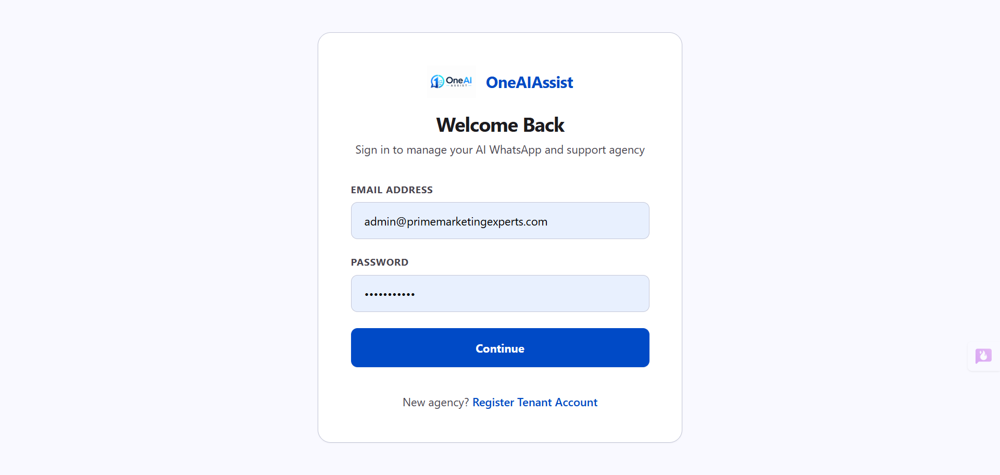 OneAI
ASSIST
OneAIAssist
Welcome Back
Sign in to manage your AI WhatsApp and support agency
EMAIL ADDRESS
admin@primemarketingexperts.com
PASSWORD
•••••••••••
Continue
New agency? Register Tenant Account